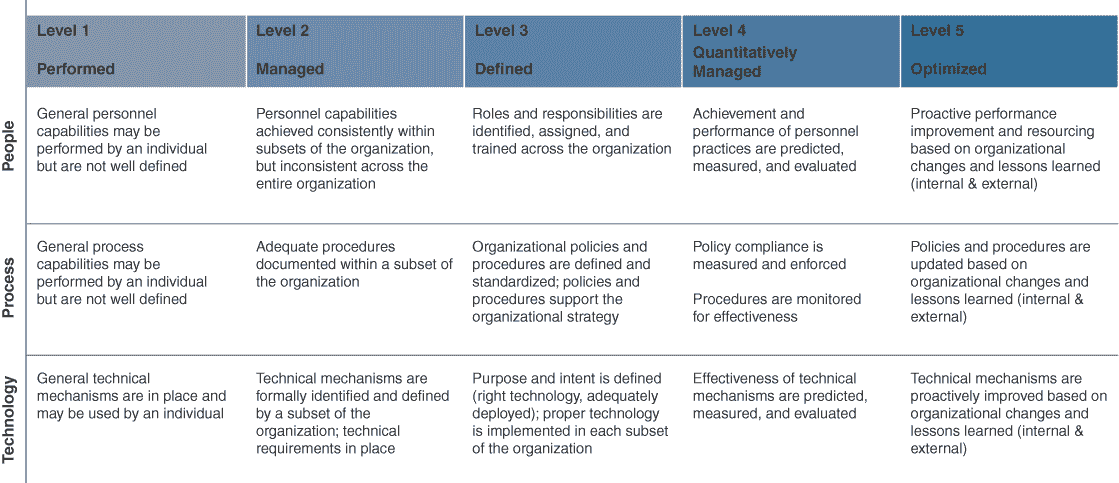 Level 1
Performed
Level 2
Managed
Level 3
Defined
Level 4
Quantitatively
Managed
Level 5
Optimized
People
General personnel
capabilities may be
performed by an individual
but are not well defined
Personnel capabilities
achieved consistently within
subsets of the organization,
but inconsistent across the
entire organization
Roles and responsibilities are
identified, assigned, and
trained across the organization
Achievement and
performance of personnel
practices are predicted,
measured, and evaluated
Proactive performance
improvement and resourcing
based on organizational
changes and lessons learned
(internal & external)
Process
General process
capabilities may be
performed by an individual
but are not well defined
Adequate procedures
documented within a subset of
the organization
Organizational policies and
procedures are defined and
standardized; policies and
procedures support the
organizational strategy
Policy compliance is
measured and enforced
Procedures are monitored
for effectiveness
Policies and procedures are
updated based on
organizational changes and
lessons learned (internal &
external)
Technology
General technical
mechanisms are in place and
may be used by an individual
Technical mechanisms are
formally identified and defined
by a subset of the
organization; technical
requirements in place
Purpose and intent is defined
(right technology, adequately
deployed); proper technology
is implemented in each subset
of the organization
Effectiveness of technical
mechanisms are predicted,
measured, and evaluated
Technical mechanisms are
proactively improved based on
organizational changes and
lessons learned (internal &
external)